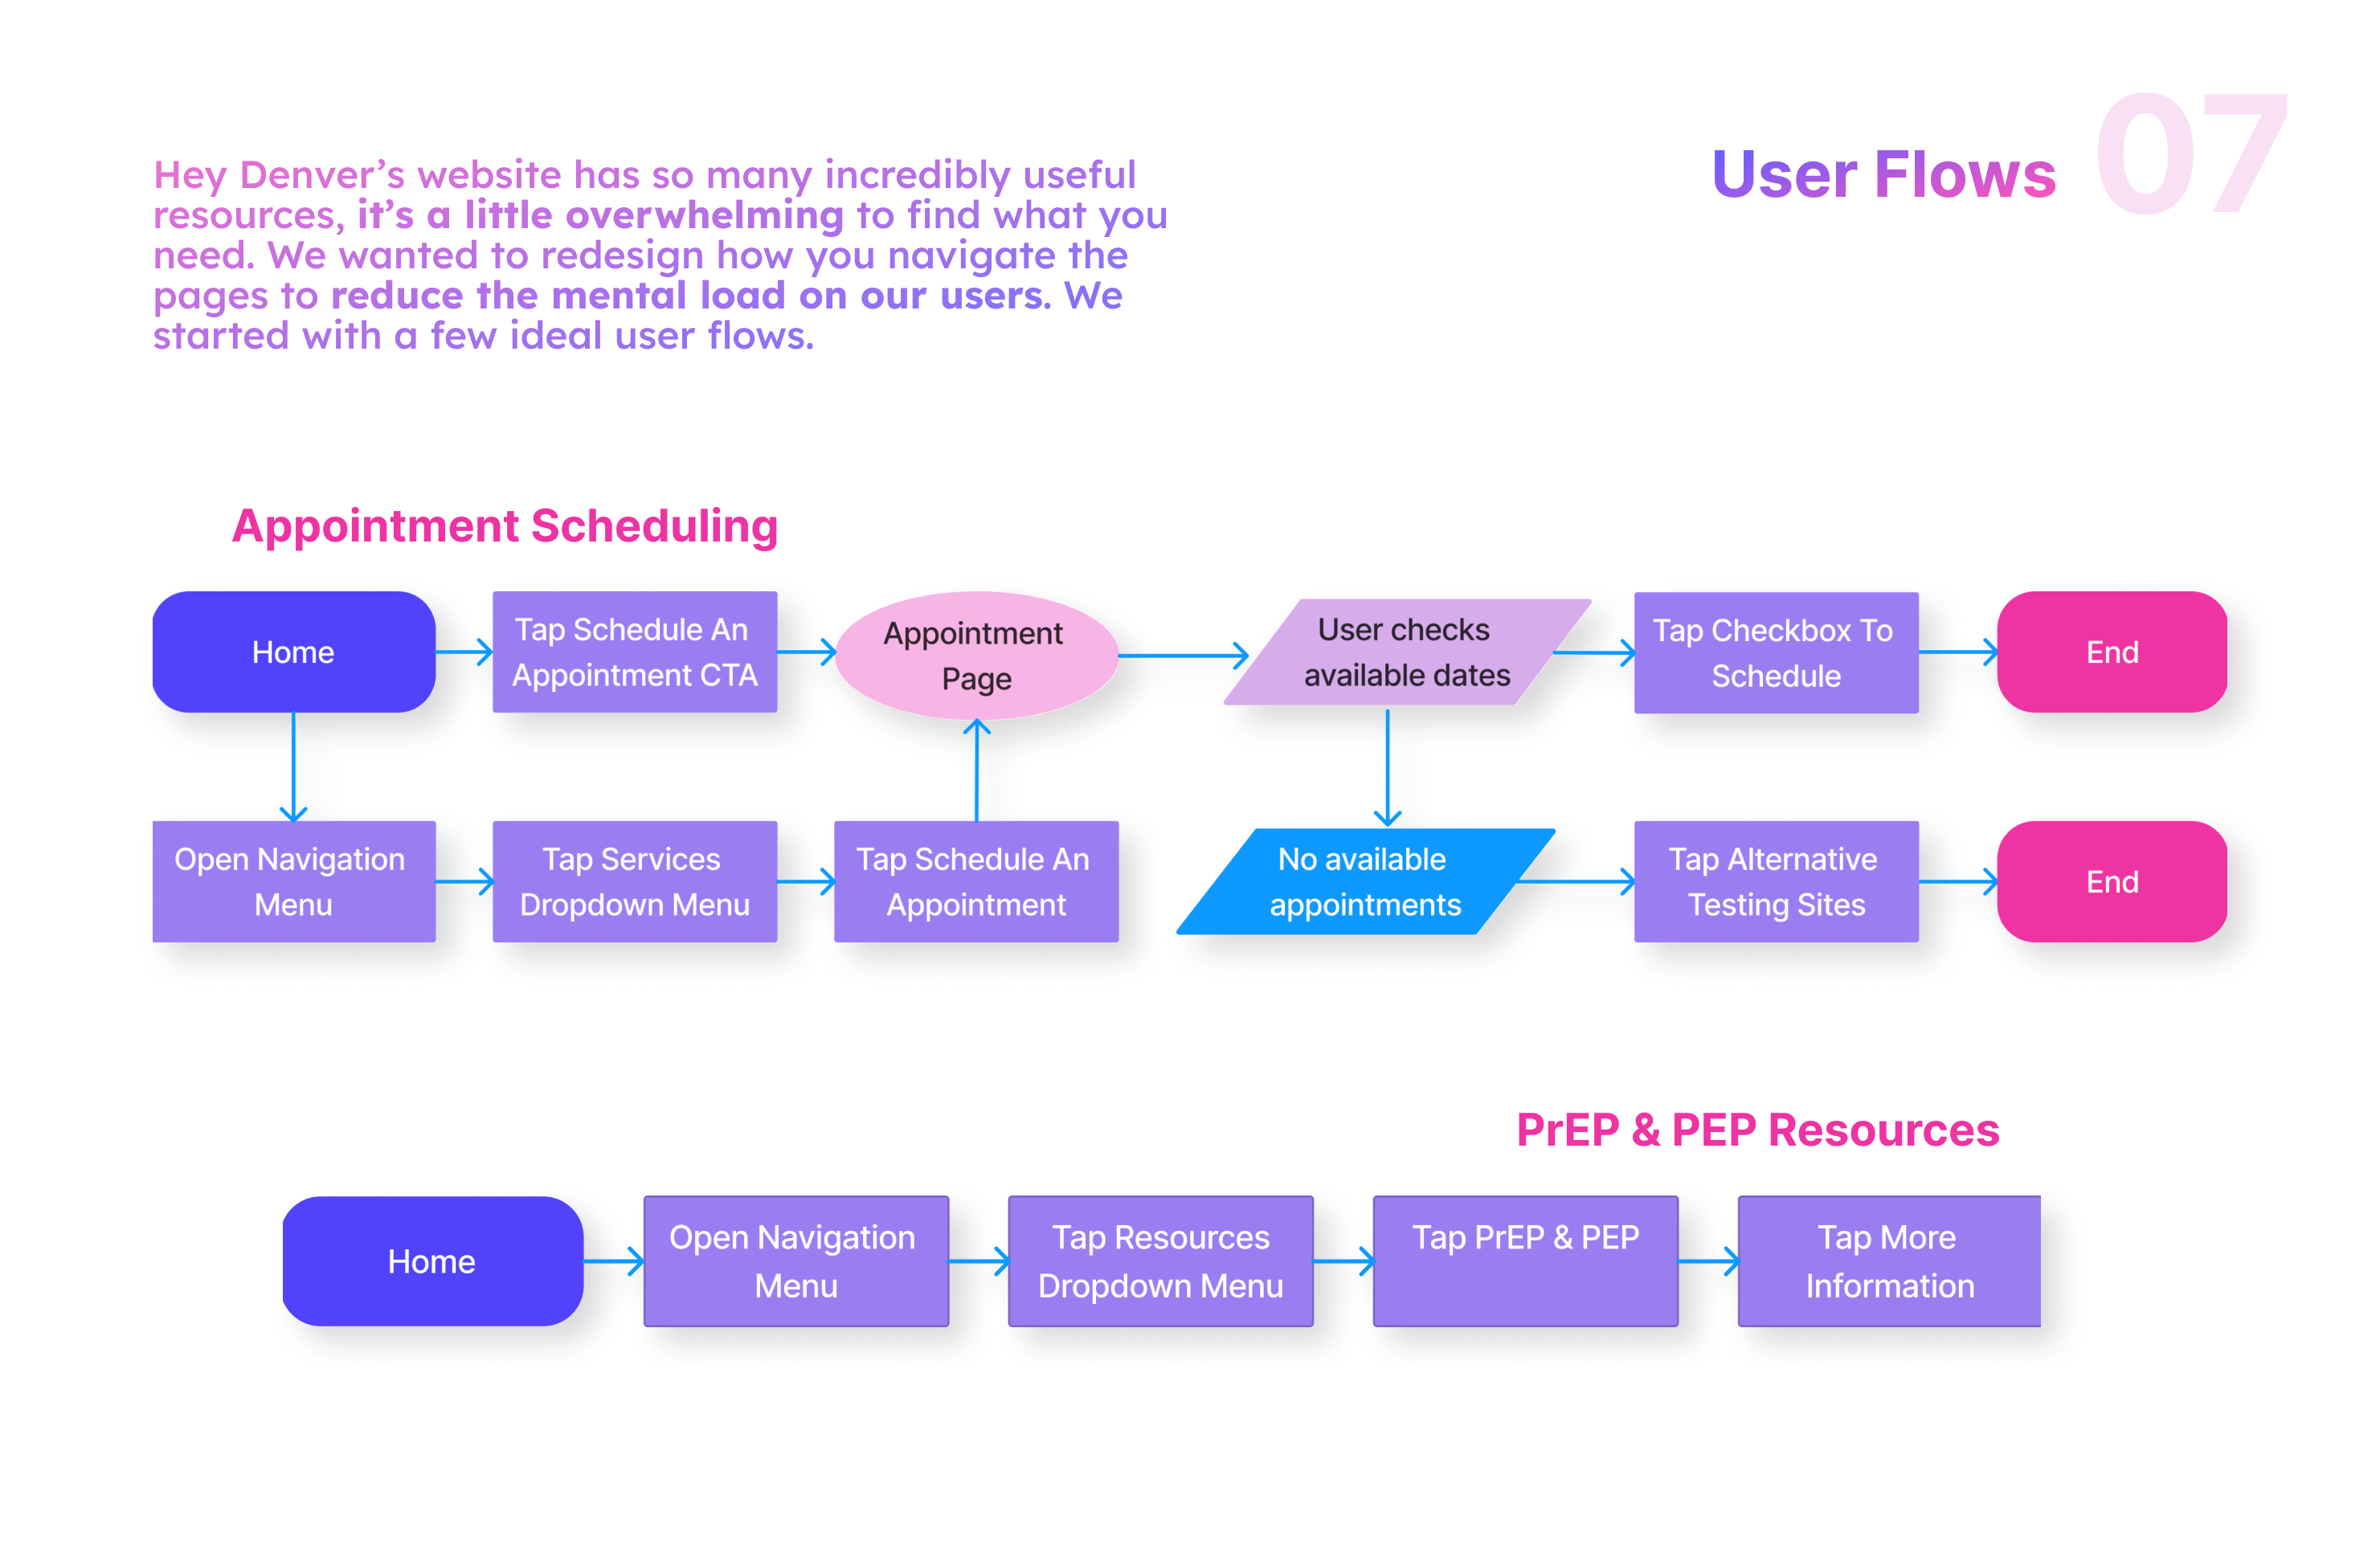 Hey Denver’s website has so many incredibly useful
resources, it’s a little overwhelming to find what you
need. We wanted to redesign how you navigate the
pages to reduce the mental load on our users. We
started with a few ideal user flows.
User Flows
07
Appointment Scheduling
Home
Tap Schedule An
Appointment CTA
Appointment
Page
User checks
available dates
Tap Checkbox To
Schedule
End
Open Navigation
Menu
Tap Services
Dropdown Menu
Tap Schedule An
Appointment
No available
appointments
Tap Alternative
Testing Sites
End
PrEP & PEP Resources
Home
Open Navigation
Menu
Tap Resources
Dropdown Menu
Tap PrEP & PEP
Tap More
Information